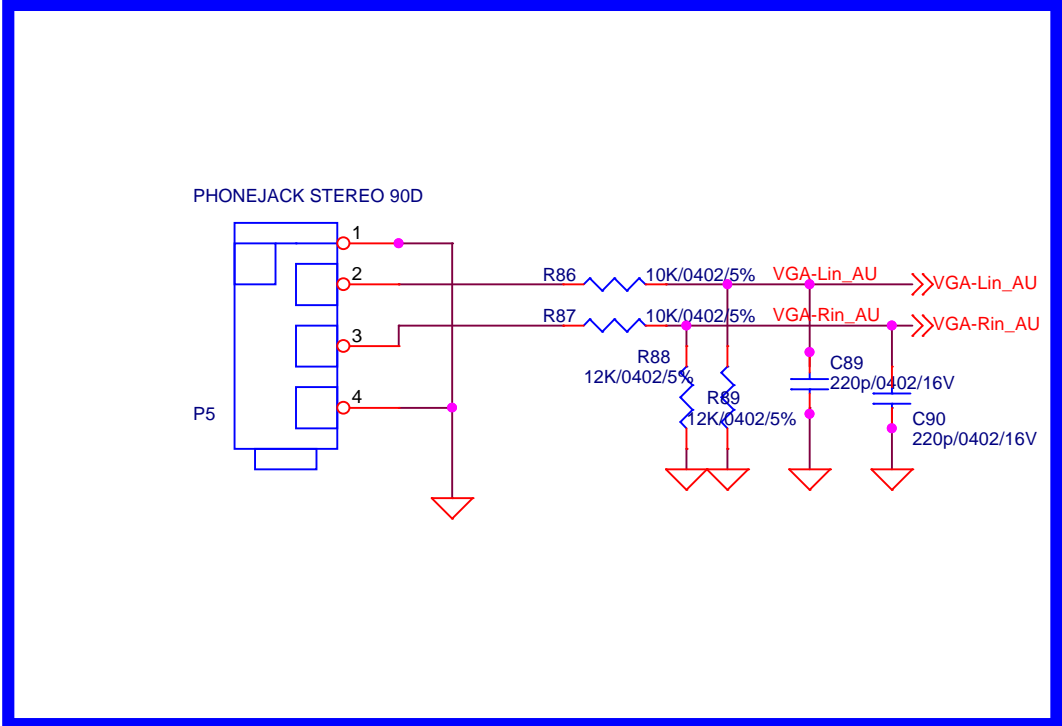 PHONEJACK STEREO 90D
1
2
R86
10K/0402/5%
VGA-Lin_AU
VGA-Lin_AU
R87
10K/0402/5%
VGA-Rin_AU
VGA-Rin_AU
3
R88
12K/0402/5%
C89
220p/0402/16V
4
P5
R89
12K/0402/5%
C90
220p/0402/16V